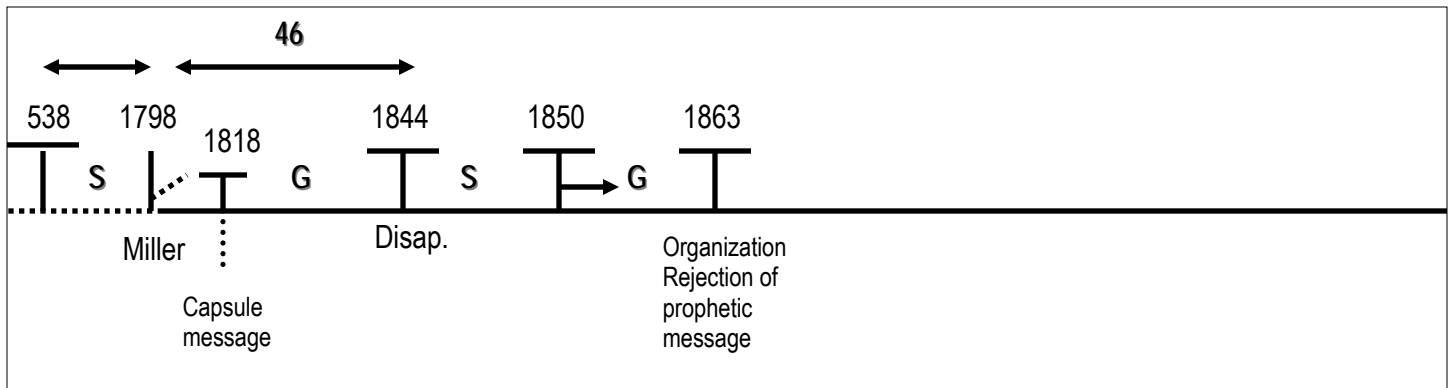 46
538
1798
1818
1844
1850
1863
S
G
S
G
Miller
Disap.
Capsule
message
Organization
Rejection of
prophetic
message